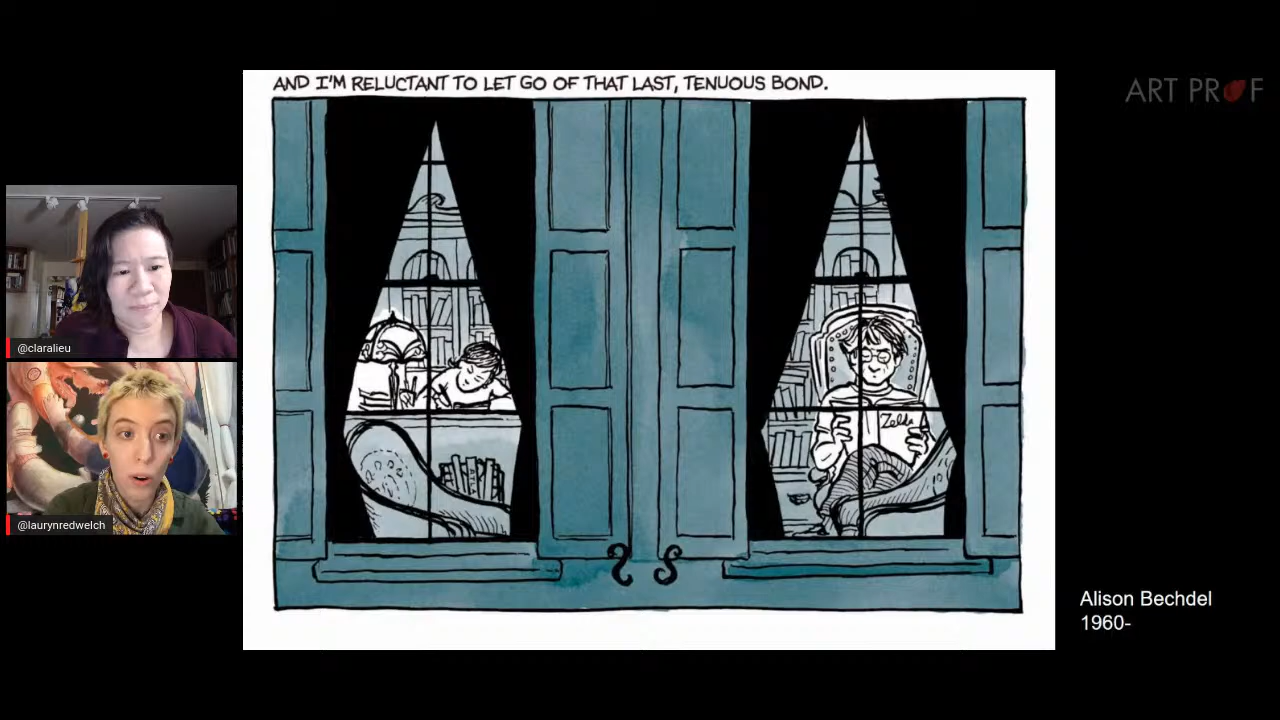 AND I'M RELUCTANT TO LET GO OF THAT LAST, TENUOUS BOND.
ART PROF
@claralieu
Zelda
@laurynredwelch
Alison Bechdel
1960-